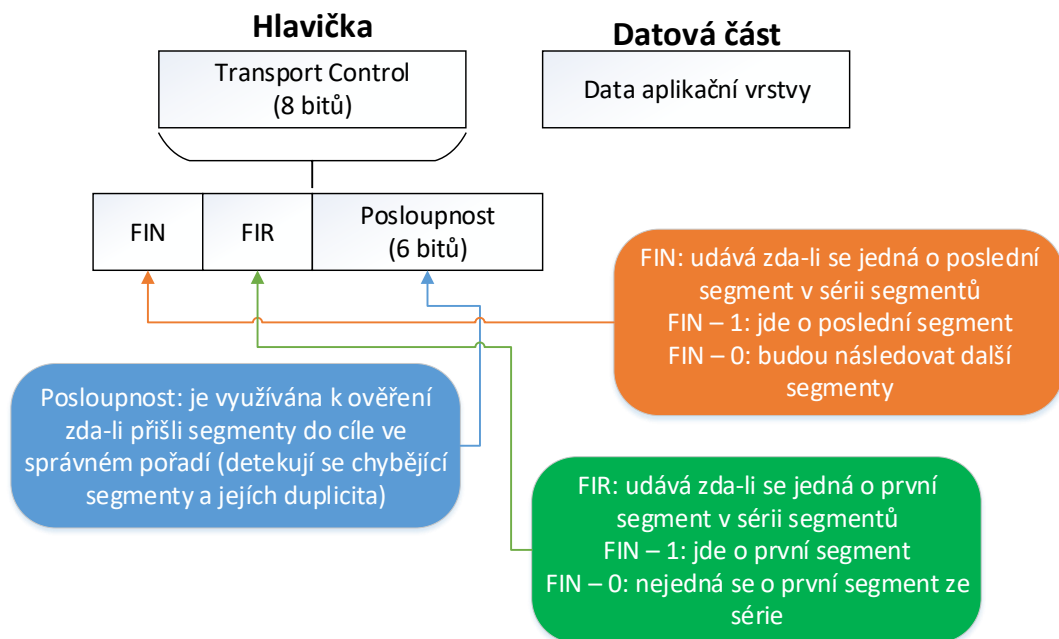 Hlavička
Datová část
Transport Control
(8 bitů)
Data aplikační vrstvy
FIN
FIR
Posloupnost
(6 bitů)
FIN: udává zda-li se jedná o poslední
segment v sérii segmentů
FIN – 1: jde o poslední segment
FIN – 0: budou následovat další
segmenty
Posloupnost: je využívána k ověření
zda-li přišli segmenty do cíle ve
správném pořadí (detekují se chybějící
segmenty a jejích duplicita)
FIR: udává zda-li se jedná o první
segment v sérii segmentů
FIN – 1: jde o první segment
FIN – 0: nejedná se o první segment ze
série